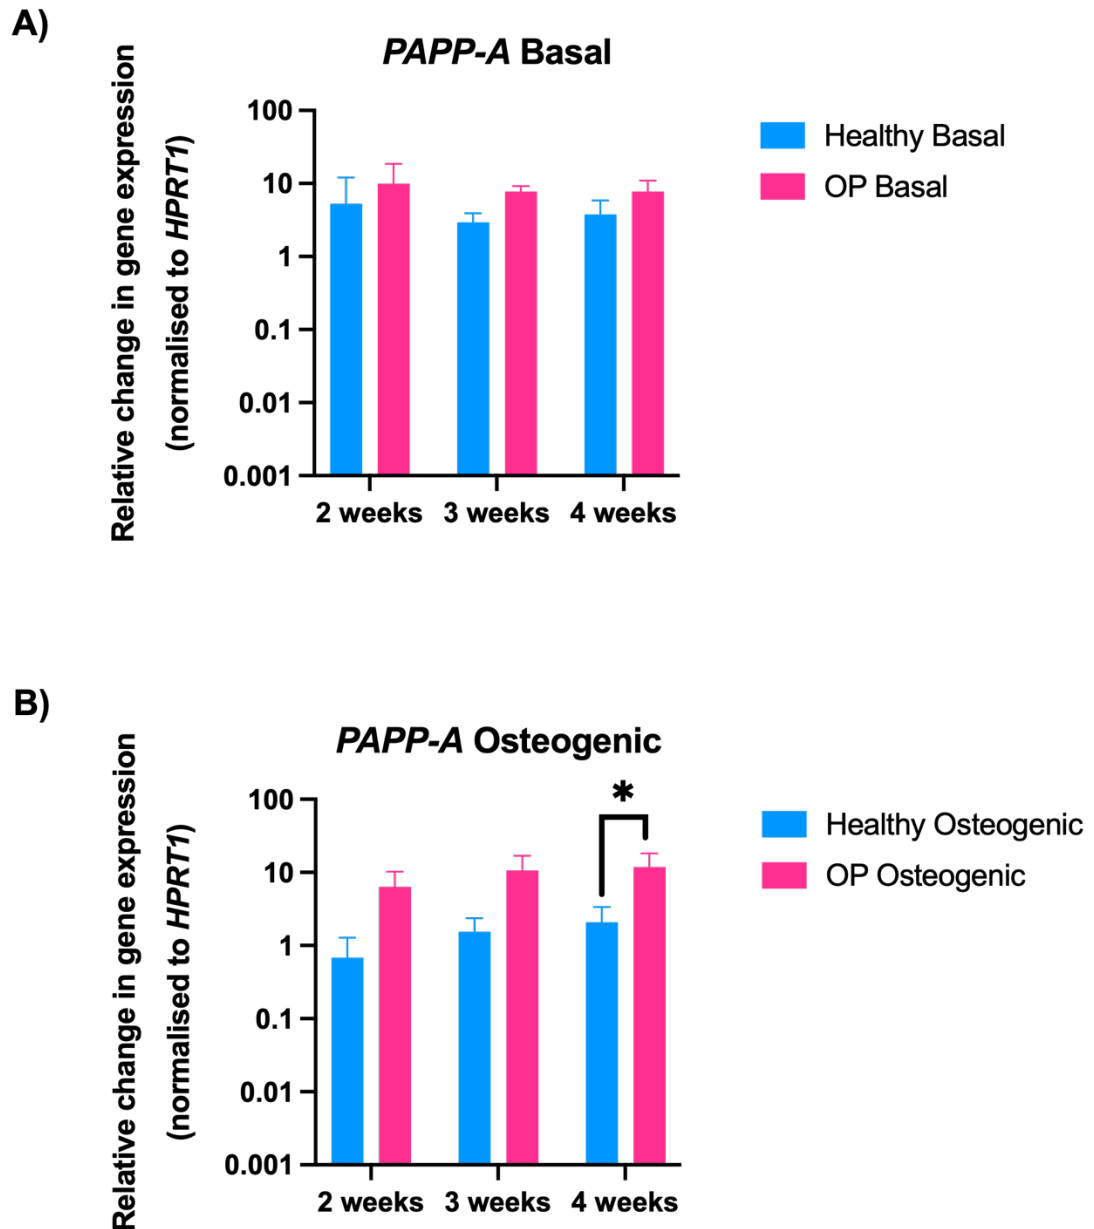 A)
PAPP-A Basal
Relative change in gene expression
(normalised to HPRT1)
100
10
1
0.1
0.01
0.001
2 weeks 3 weeks 4 weeks
Healthy Basal
OP Basal
B)
PAPP-A Osteogenic
Relative change in gene expression
(normalised to HPRT1)
100
10
1
0.1
0.01
0.001
*
2 weeks 3 weeks 4 weeks
Healthy Osteogenic
OP Osteogenic